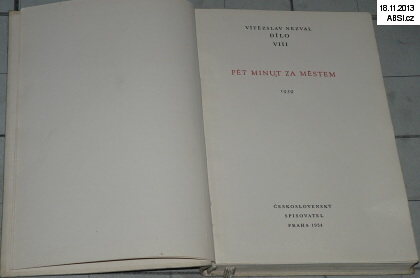 18.11.2013
ABSI.cz
VÍTĚZSLAV NEZVAL
DÍLO
VIII
PĚT MINUT ZA MĚSTEM
1939
ČESKOSLOVENSKÝ
SPISOVATEL
PRAHA 1954